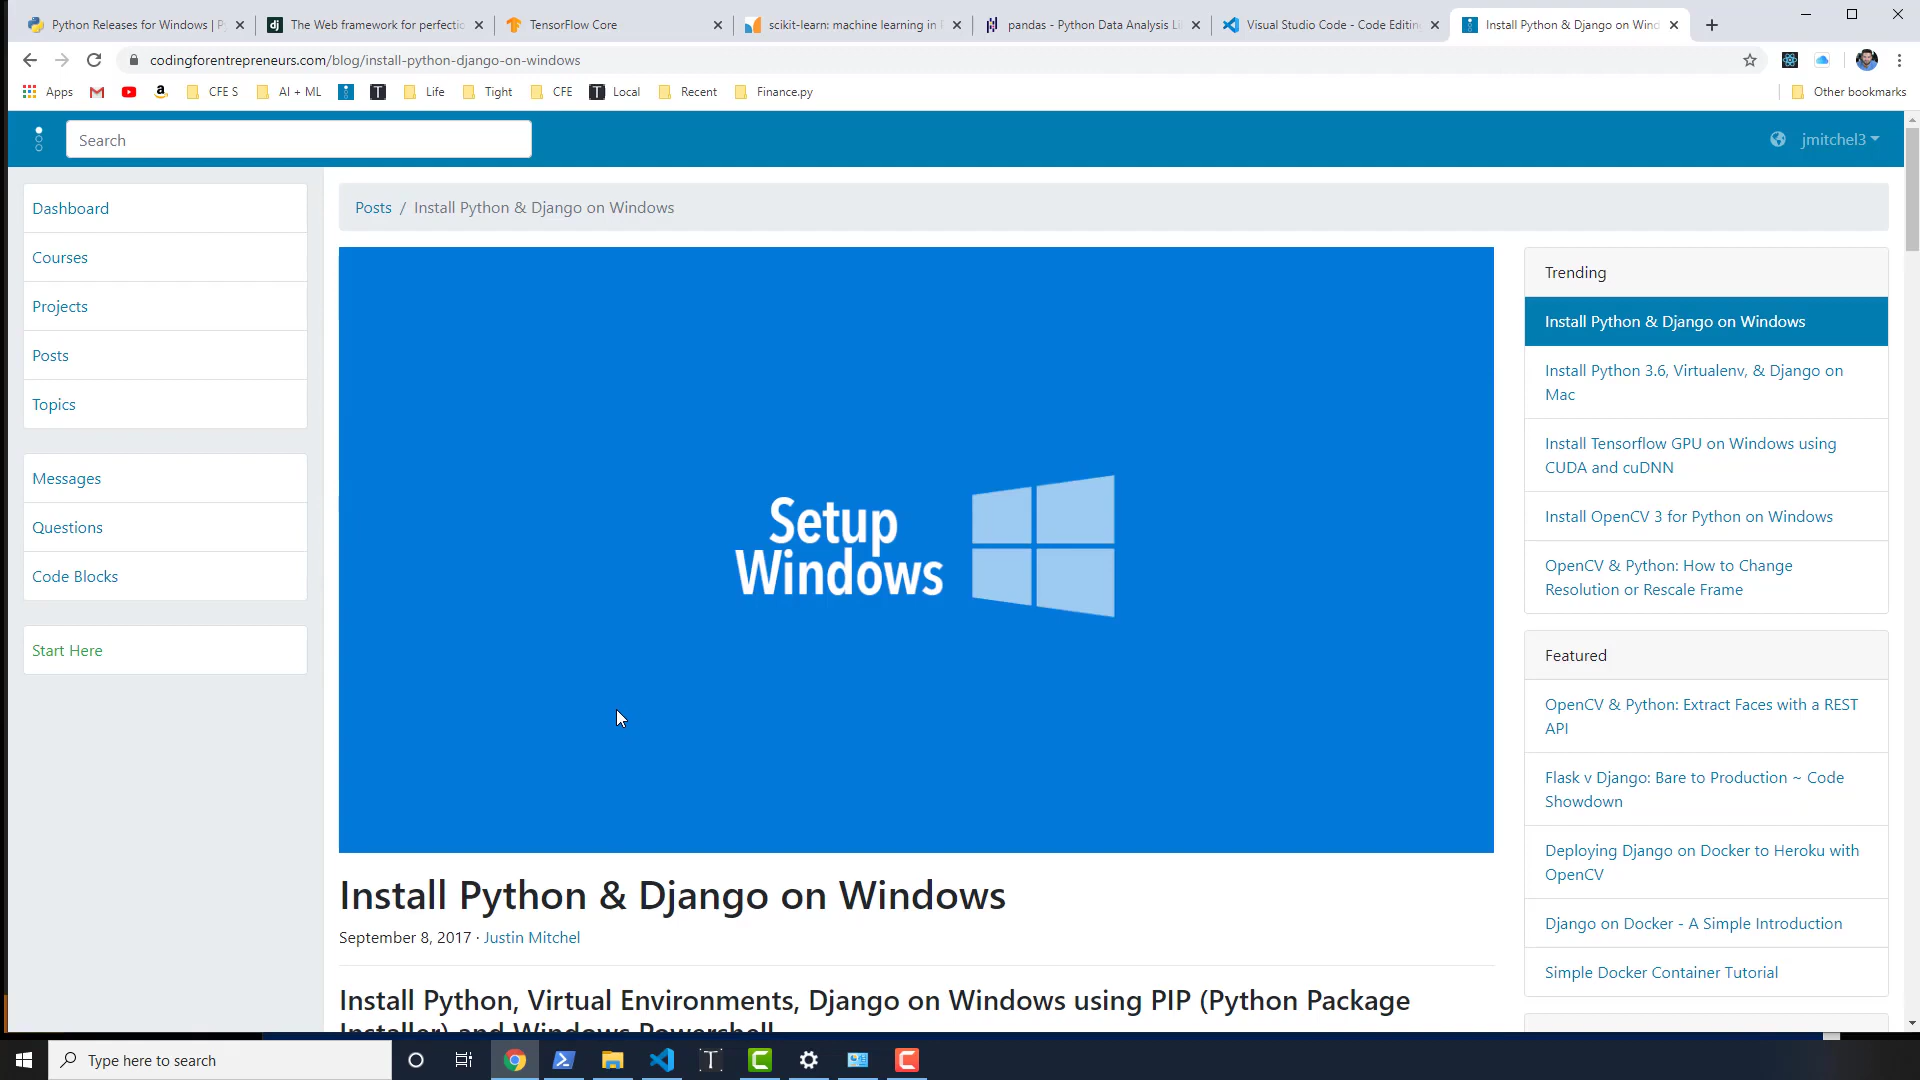 Python Releases for Windows | Py
The Web framework for perfectio
TensorFlow Core
scikit-learn: machine learning in P
pandas - Python Data Analysis Li
Visual Studio Code - Code Editing
Install Python & Django on Wind
codingforentrepreneurs.com/blog/install-python-django-on-windows
Apps
CFE S
AI + ML
Life
Tight
CFE
Local
Recent
Finance.py
Other bookmarks
Search
jmitchel3
Dashboard
Courses
Projects
Posts
Topics
Messages
Questions
Code Blocks
Start Here
Posts / Install Python & Django on Windows
Setup
Windows
Install Python & Django on Windows
September 8, 2017 · Justin Mitchel
Install Python, Virtual Environments, Django on Windows using PIP (Python Package
Installer) and Windows Powershell
Trending
Install Python & Django on Windows
Install Python 3.6, Virtualenv, & Django on
Mac
Install Tensorflow GPU on Windows using
CUDA and cuDNN
Install OpenCV 3 for Python on Windows
OpenCV & Python: How to Change
Resolution or Rescale Frame
Featured
OpenCV & Python: Extract Faces with a REST
API
Flask v Django: Bare to Production ~ Code
Showdown
Deploying Django on Docker to Heroku with
OpenCV
Django on Docker - A Simple Introduction
Simple Docker Container Tutorial
Type here to search